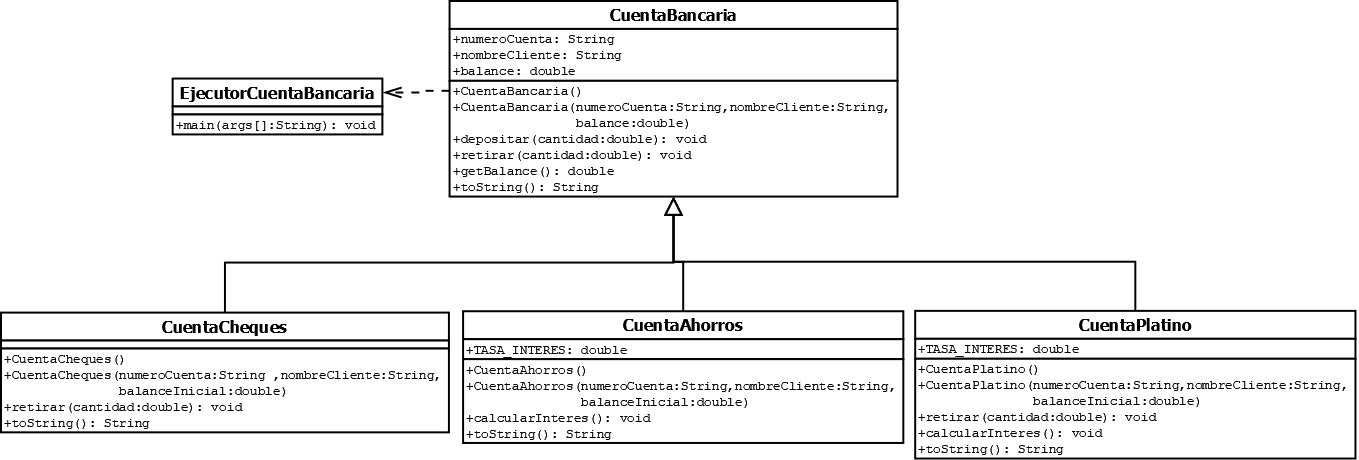 CuentaBancaria
+numeroCuenta: String
+nombreCliente: String
+balance: double
+CuentaBancaria()
+CuentaBancaria(numeroCuenta:String,nombreCliente:String,
balance:double)
+depositar(cantidad:double): void
+retirar(cantidad:double): void
+getBalance(): double
+toString(): String
EjecutorCuentaBancaria
+main(args[]:String): void
CuentaCheques
+CuentaCheques()
+CuentaCheques(numeroCuenta:String ,nombreCliente:String,
balanceInicial:double)
+retirar(cantidad:double): void
+toString(): String
CuentaAhorros
+TASA_INTERES: double
+CuentaAhorros()
+CuentaAhorros(numeroCuenta:String,nombreCliente:String,
balanceInicial:double)
+calcularInteres(): void
+toString(): String
CuentaPlatino
+TASA_INTERES: double
+CuentaPlatino()
+CuentaPlatino(numeroCuenta:String,nombreCliente:String,
balanceInicial:double)
+retirar(cantidad:double): void
+calcularInteres(): void
+toString(): String